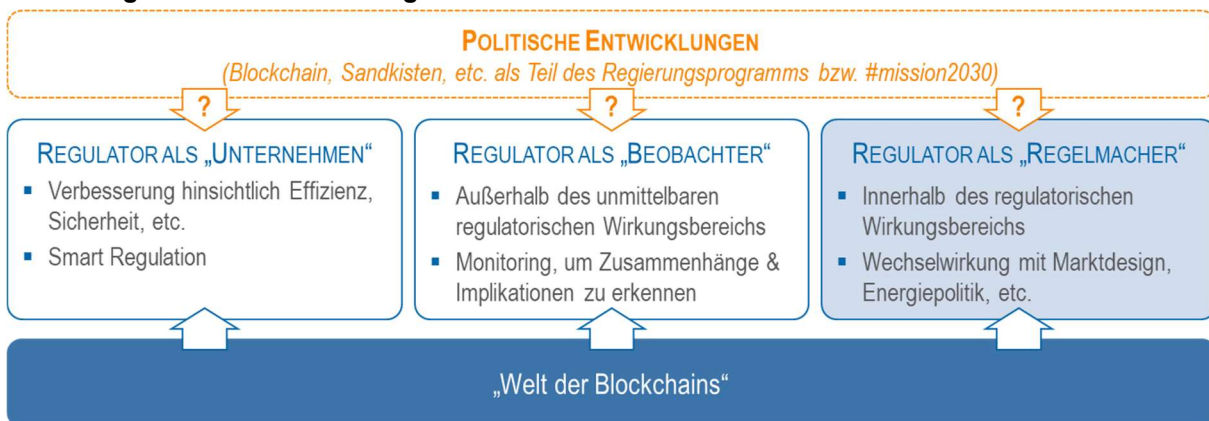 POLITISCHE ENTWICKLUNGEN
(Blockchain, Sandkisten, etc. als Teil des Regierungsprogramms bzw. #mission2030)
?
?
?
REGULATOR ALS „UNTERNEHMEN“
▪ Verbesserung hinsichtlich Effizienz,
Sicherheit, etc.
▪ Smart Regulation
REGULATOR ALS „BEOBACHTER“
▪ Außerhalb des unmittelbaren
regulatorischen Wirkungsbereichs
▪ Monitoring, um Zusammenhänge &
Implikationen zu erkennen
REGULATOR ALS „REGELMACHER“
▪ Innerhalb des regulatorischen
Wirkungsbereichs
▪ Wechselwirkung mit Marktdesign,
Energiepolitik, etc.
„Welt der Blockchains“